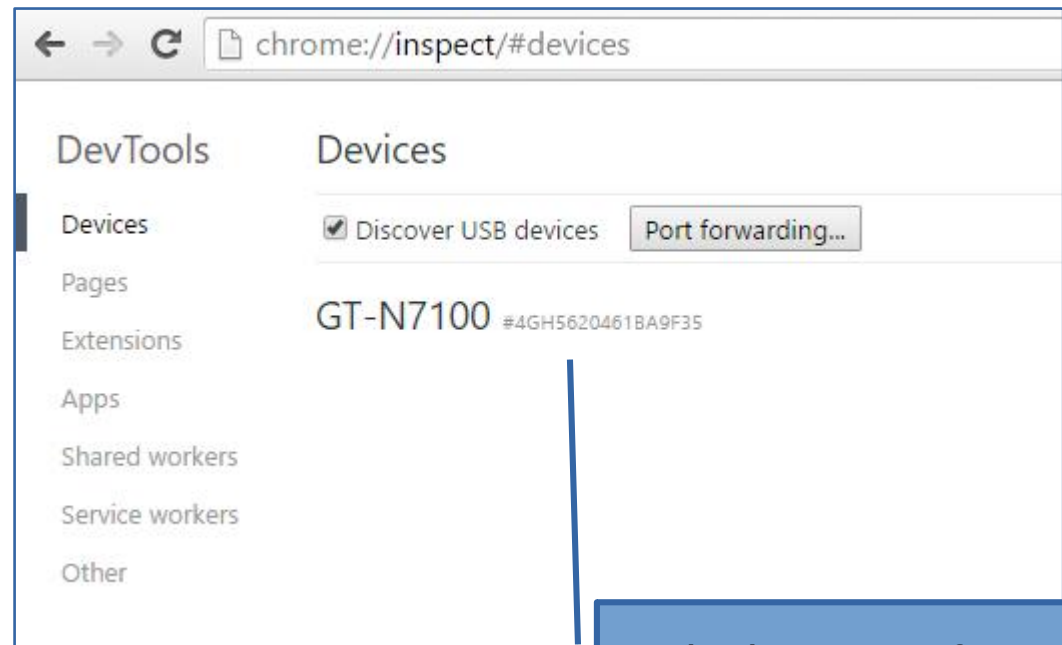 chrome://inspect/#devices
DevTools
Devices
Devices
Discover USB devices
Port forwarding...
Pages
GT-N7100 #4GH5620461BA9F35
Extensions
Apps
Shared workers
Service workers
Other